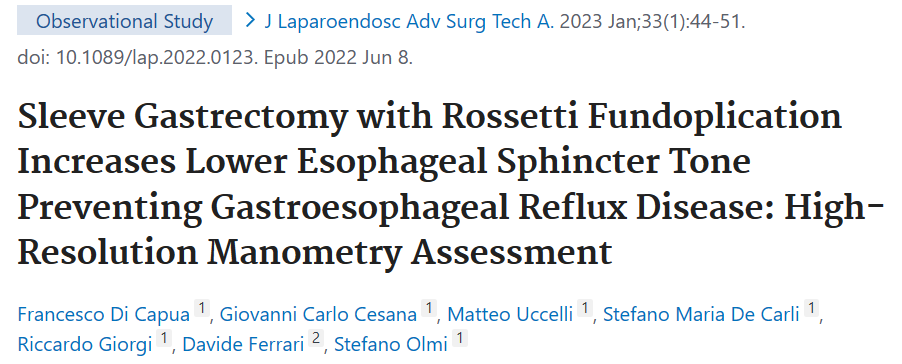 Observational Study > J Laparoendosc Adv Surg Tech A. 2023 Jan;33(1):44-51.
doi: 10.1089/lap.2022.0123. Epub 2022 Jun 8.
Sleeve Gastrectomy with Rossetti Fundoplication
Increases Lower Esophageal Sphincter Tone
Preventing Gastroesophageal Reflux Disease: High-
Resolution Manometry Assessment
Francesco Di Capua 1, Giovanni Carlo Cesana 1, Matteo Uccelli 1, Stefano Maria De Carli 1,
Riccardo Giorgi 1, Davide Ferrari 2, Stefano Olmi 1